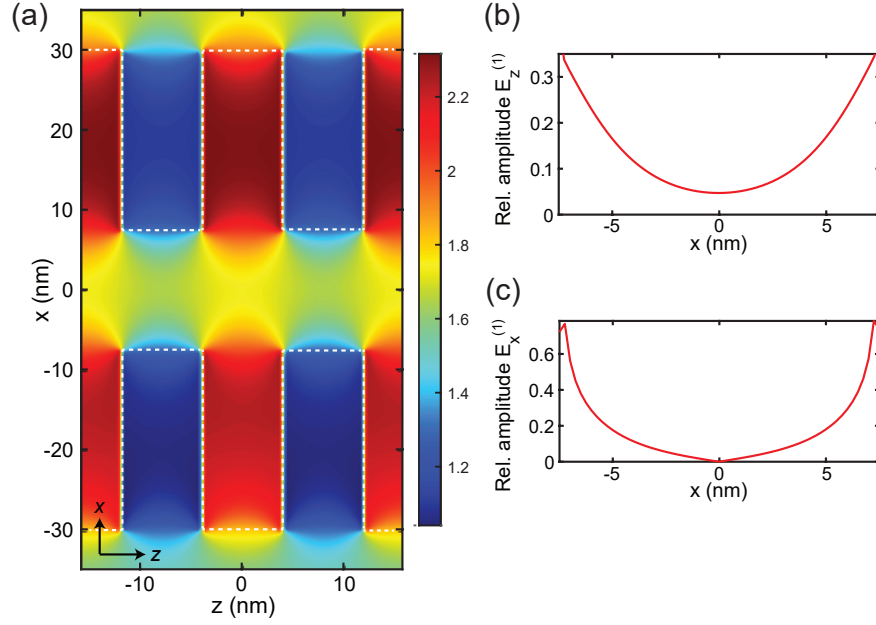 (a)
x (nm)
30
20
10
0
-10
-20
-30
x
z
-10
0
10
z (nm)
2.2
2
1.8
1.6
1.4
1.2
(b)
Rel. amplitude E_z^(1)
0.3
0.2
0.1
0
-5
0
5
x (nm)
(c)
Rel. amplitude E_x^(1)
0.6
0.4
0.2
0
-5
0
5
x (nm)